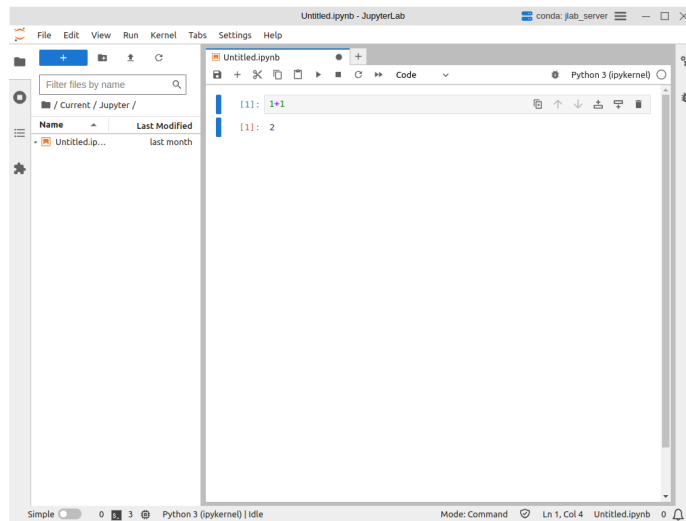 Untitled.ipynb - JupyterLab
conda: jlab_server
File Edit View Run Kernel Tabs Settings Help
Untitled.ipynb
Code
Python 3 (ipykernel)
Filter files by name
/ Current / Jupyter /
Name Last Modified
Untitled.ip... last month
[1]: 1+1
[1]: 2
Simple 0 3 Python 3 (ipykernel) | Idle Mode: Command Ln 1, Col 4 Untitled.ipynb 0